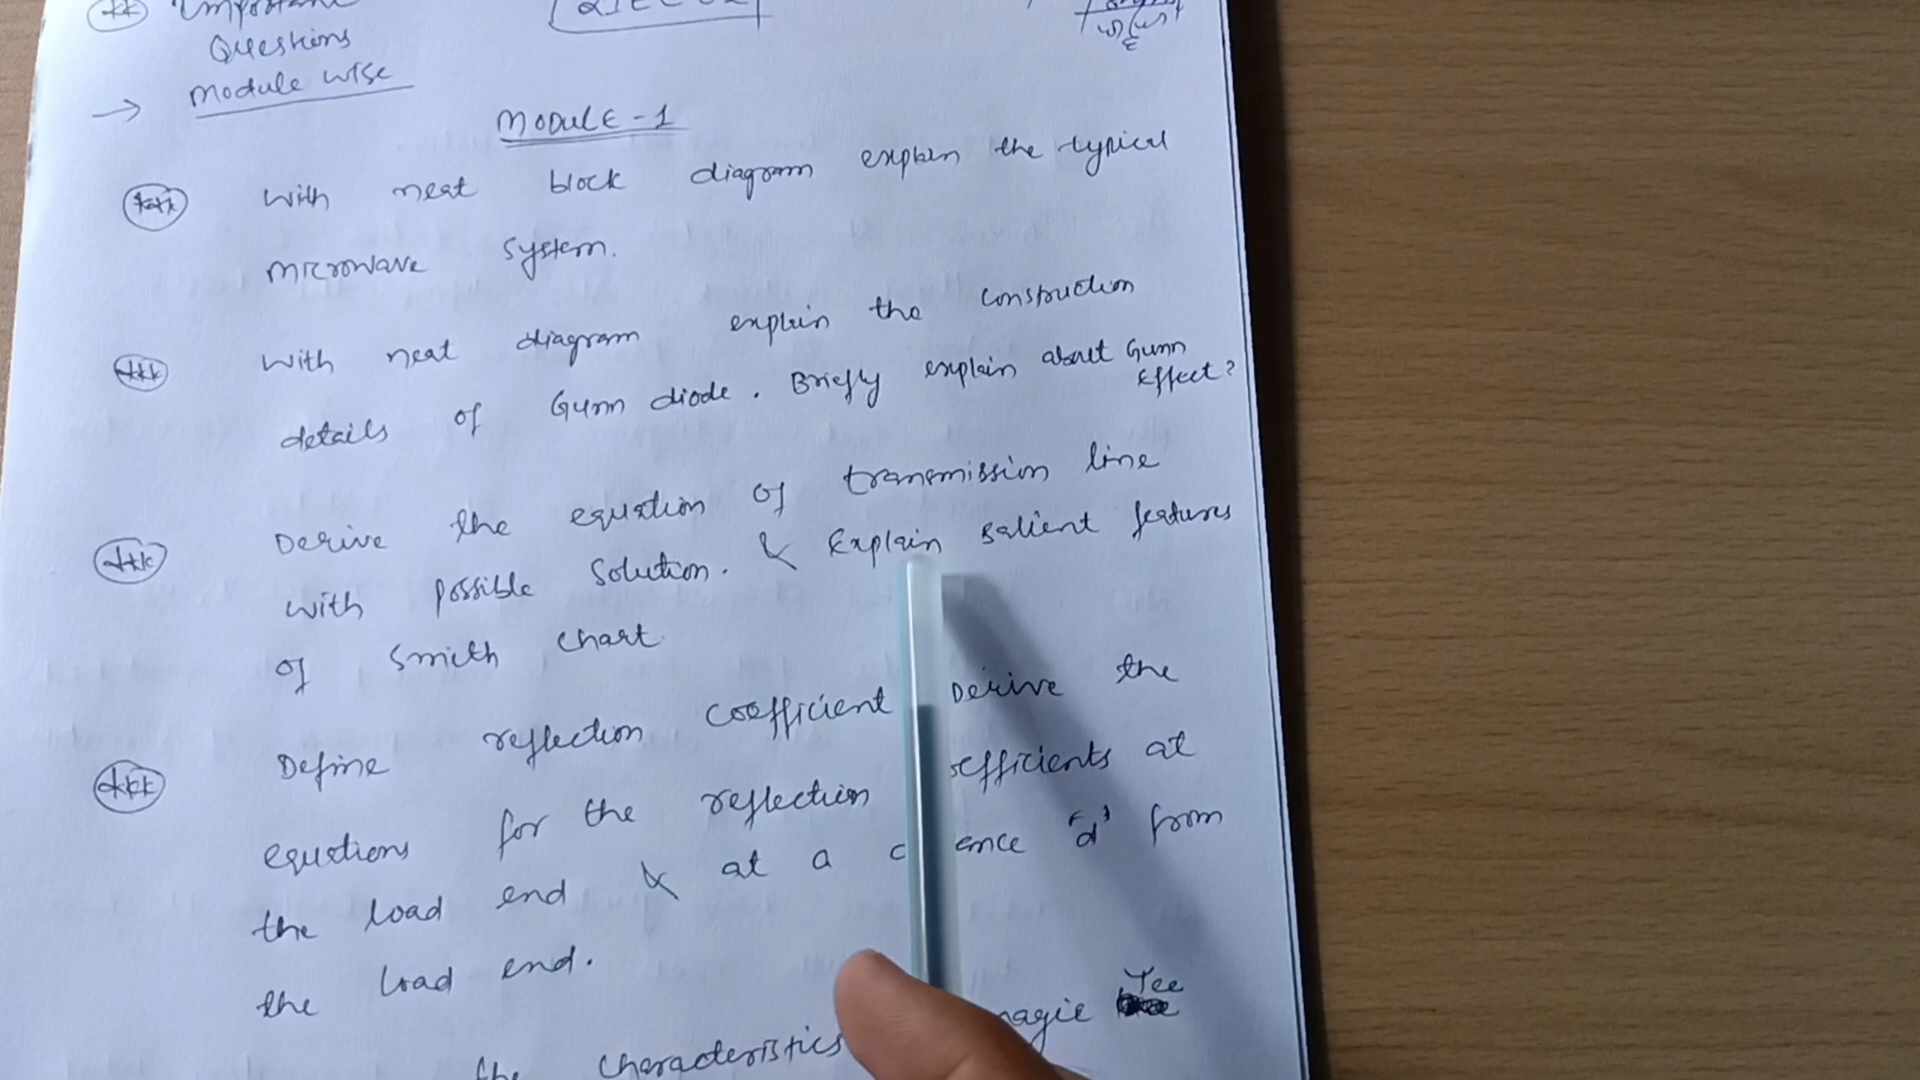 Important
Questions
Module wise
MODULE - 1
With neat block diagram explain the typical
microwave system.
With neat diagram explain the construction
details of Gunn diode. Briefly explain about Gunn
Effect?
Derive the equation of transmission line
with possible solution. & Explain salient features
of smith chart
Define reflection coefficient Derive the
equations for the reflection efficients at
the load end & at a ence 'd' from
the load end.
the characteristics magic Tee